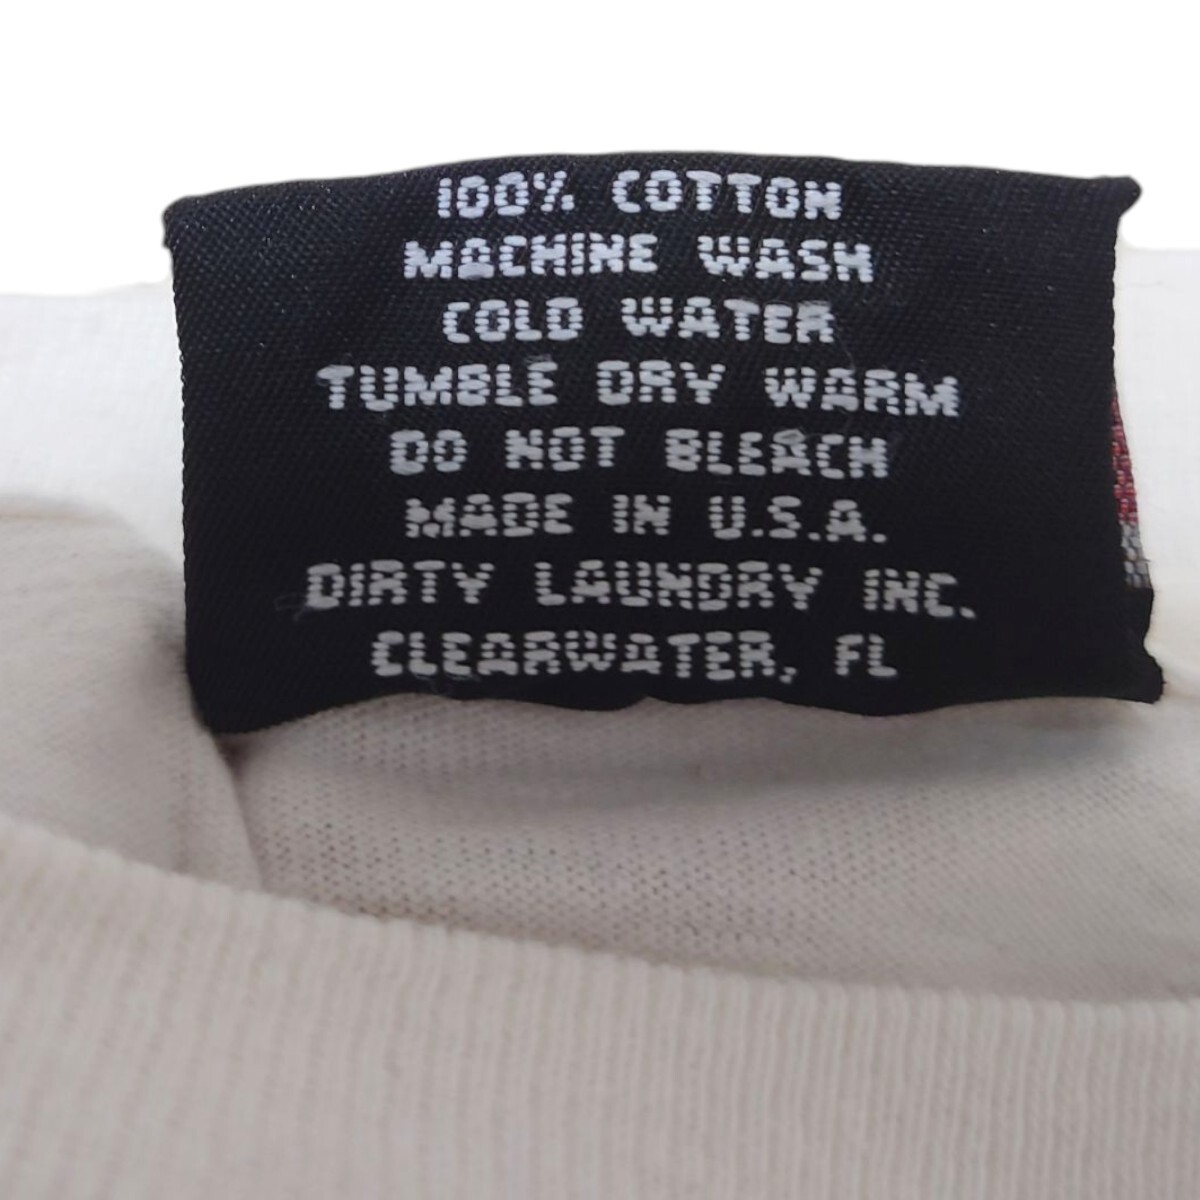 100% COTTON
MACHINE WASH
COLD WATER
TUMBLE DRY WARM
DO NOT BLEACH
MADE IN U.S.A.
DIRTY LAUNDRY INC.
CLEARWATER, FL